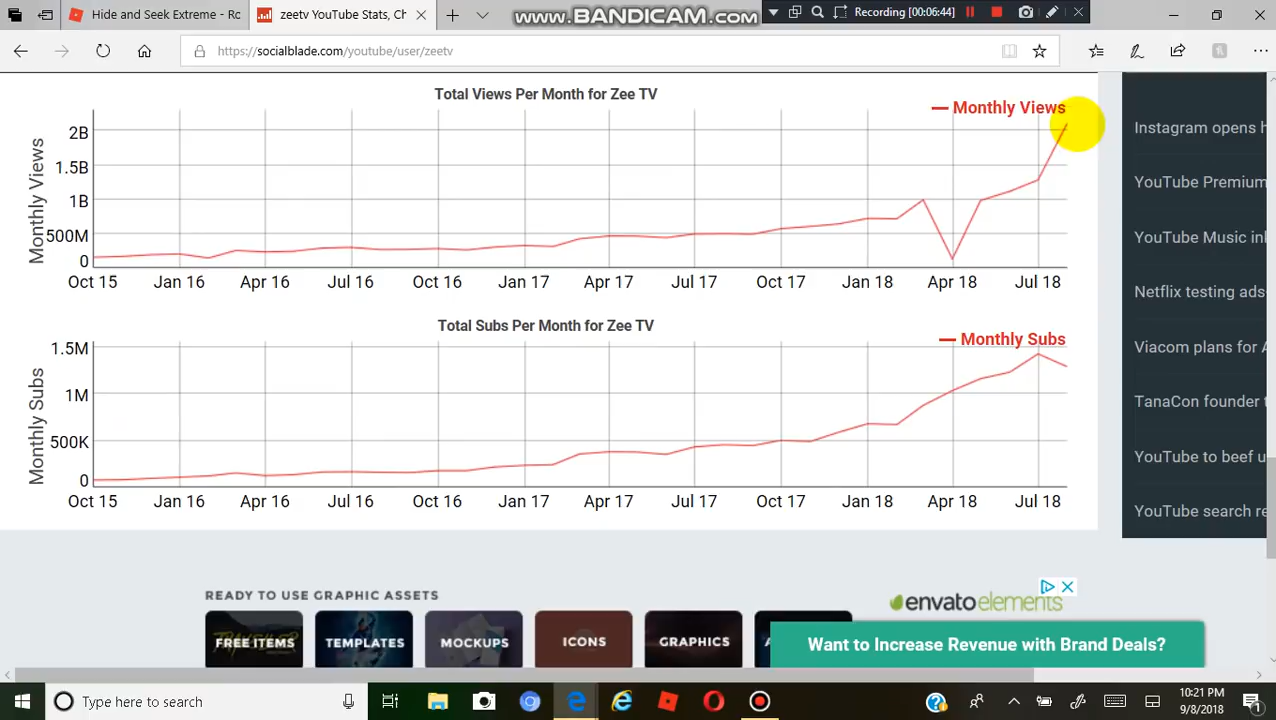 Hide and Seek Extreme - Ro
zeetv YouTube Stats, Ch
www.BANDICAM.com
Recording [00:06:44]
https://socialblade.com/youtube/user/zeetv
Total Views Per Month for Zee TV
Monthly Views
Monthly Views
2B
1.5B
1B
500M
0
Oct 15 Jan 16 Apr 16 Jul 16 Oct 16 Jan 17 Apr 17 Jul 17 Oct 17 Jan 18 Apr 18 Jul 18
Total Subs Per Month for Zee TV
Monthly Subs
Monthly Subs
1.5M
1M
500K
0
Oct 15 Jan 16 Apr 16 Jul 16 Oct 16 Jan 17 Apr 17 Jul 17 Oct 17 Jan 18 Apr 18 Jul 18
Instagram opens h
YouTube Premium
YouTube Music in
Netflix testing ads
Viacom plans for A
TanaCon founder t
YouTube to beef u
YouTube search re
READY TO USE GRAPHIC ASSETS
FREE ITEMS
TEMPLATES
MOCKUPS
ICONS
GRAPHICS
A
envatoelements
Want to Increase Revenue with Brand Deals?
Type here to search
10:21 PM
9/8/2018
1